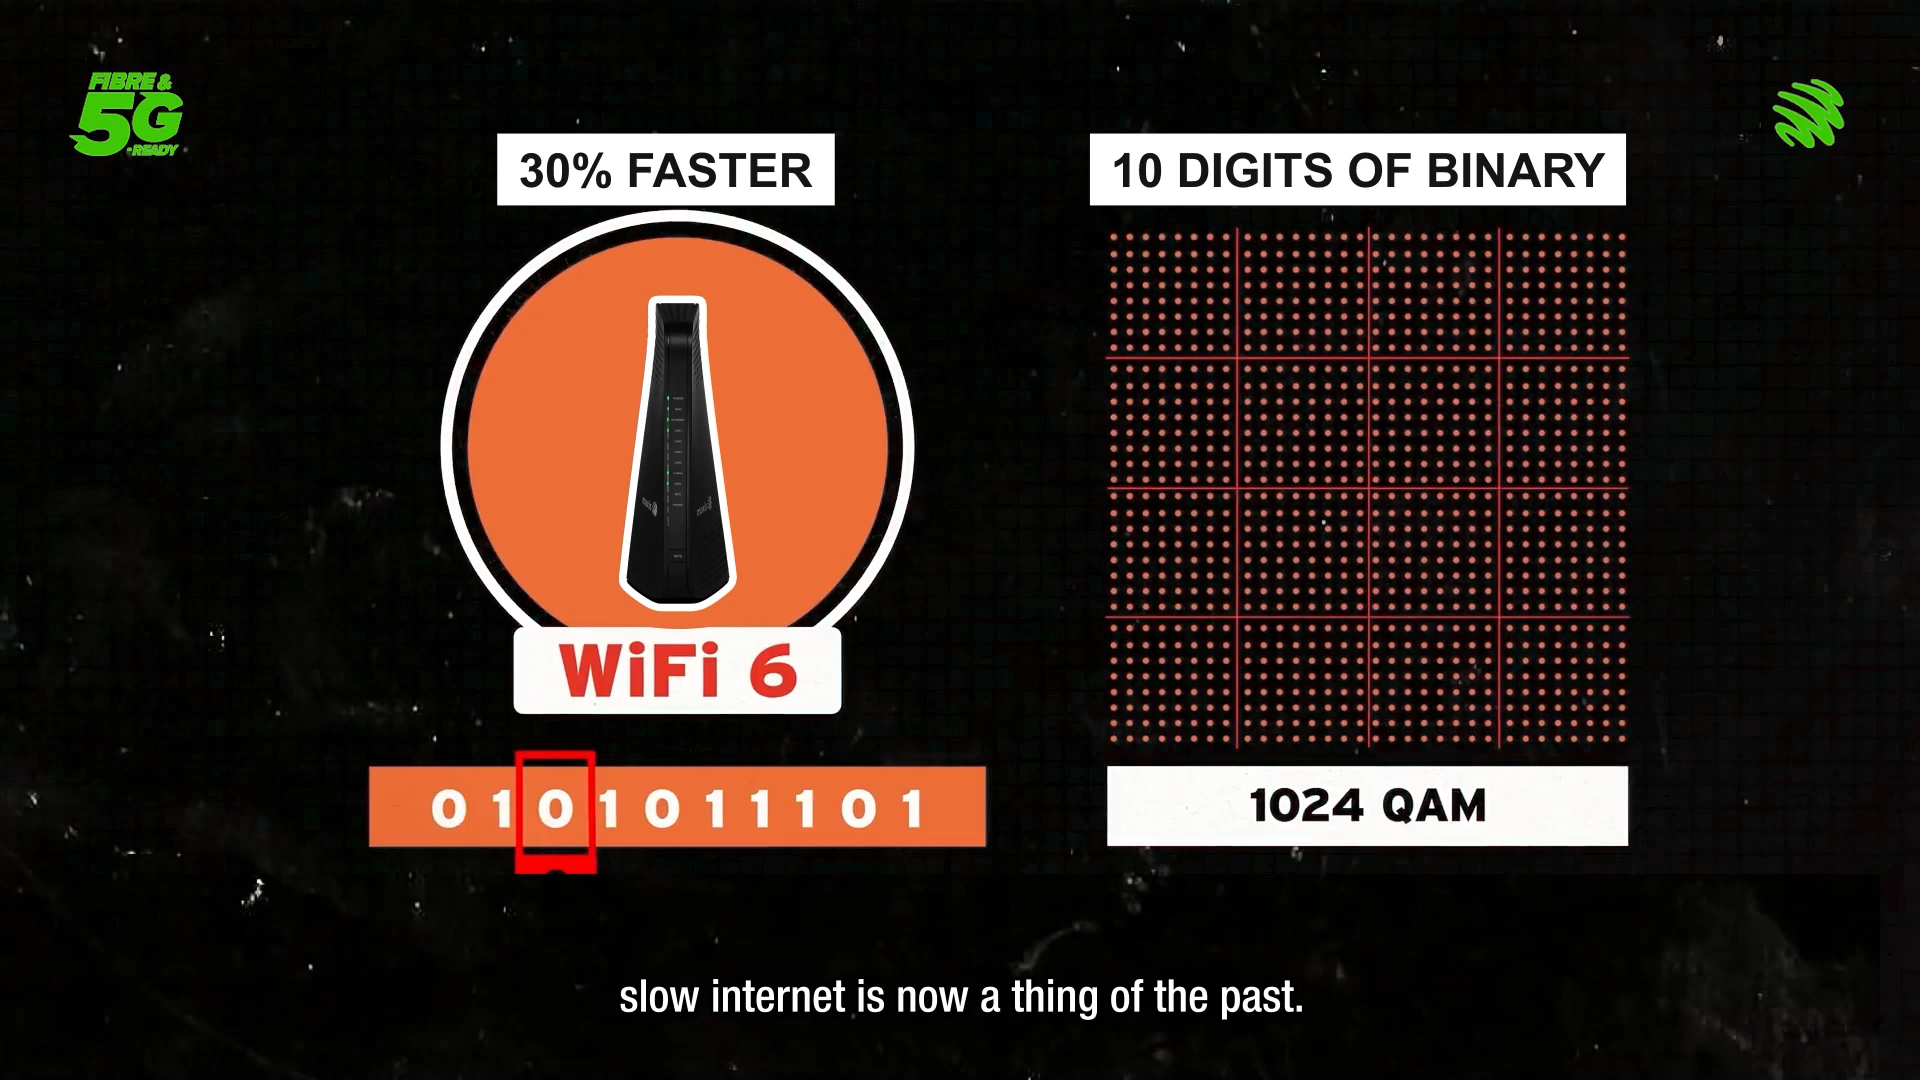 FIBRE &
5G
-READY
30% FASTER
10 DIGITS OF BINARY
WiFi 6
0 1 0 1 0 1 1 1 0 1
1024 QAM
slow internet is now a thing of the past.